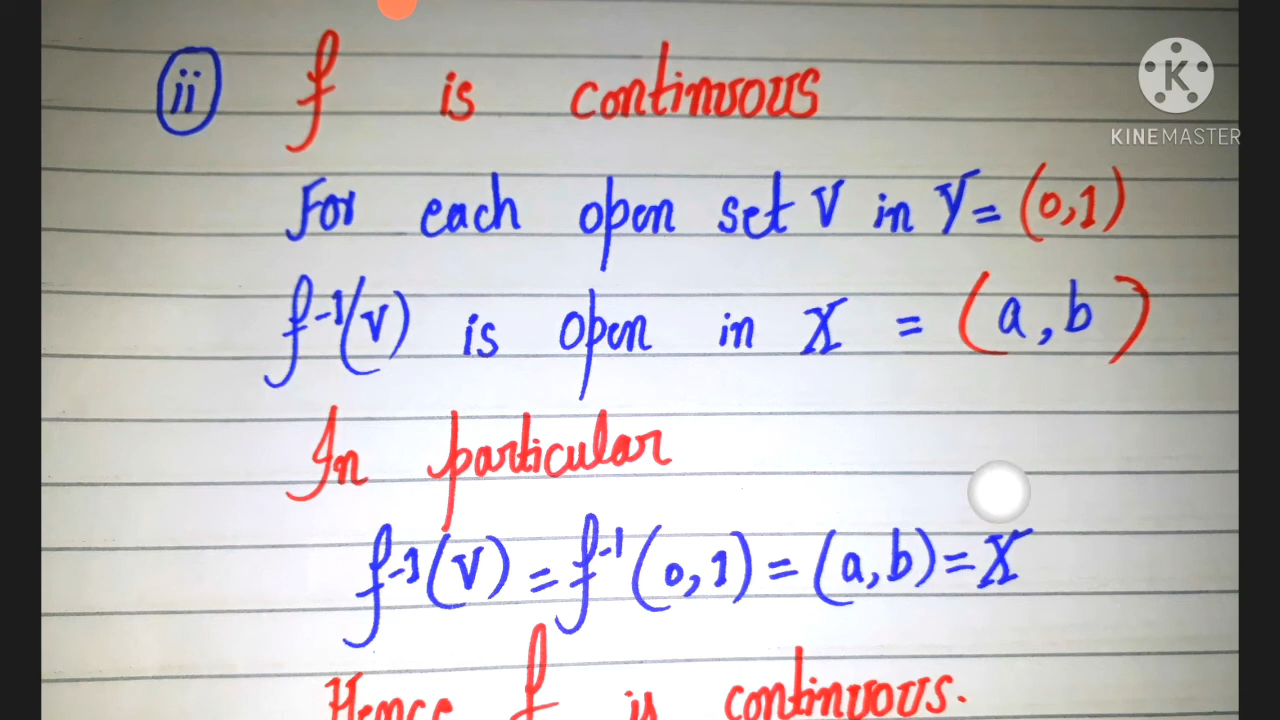 ii f is continuous
K
KINEMASTER
For each open set V in Y = (0,1)
f⁻¹(V) is open in X = (a, b)
In particular
f⁻¹(V) = f⁻¹(0, 1) = (a, b) = X
Hence f is continuous.